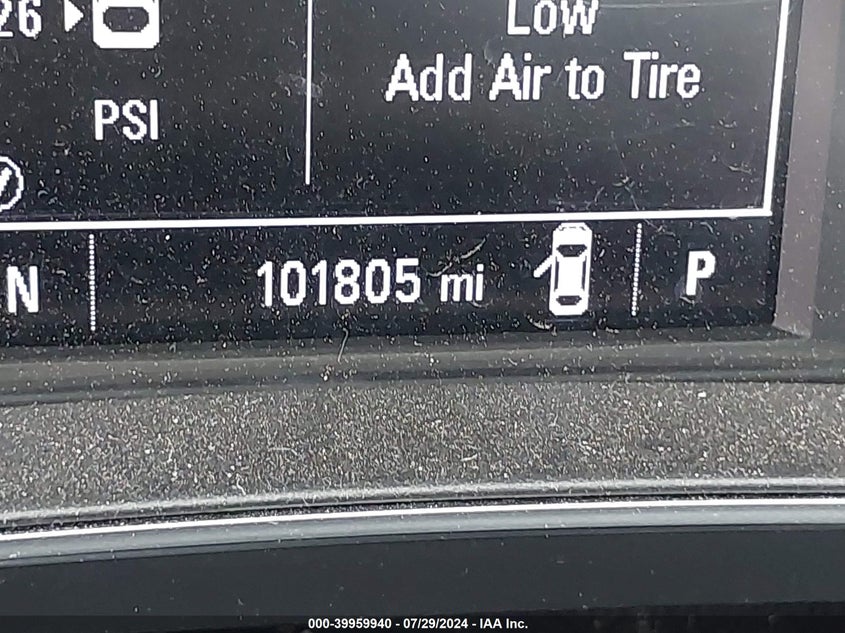 26
Low
Add Air to Tire
PSI
N
101805 mi
P
000-39959940 - 07/29/2024 - IAA Inc.